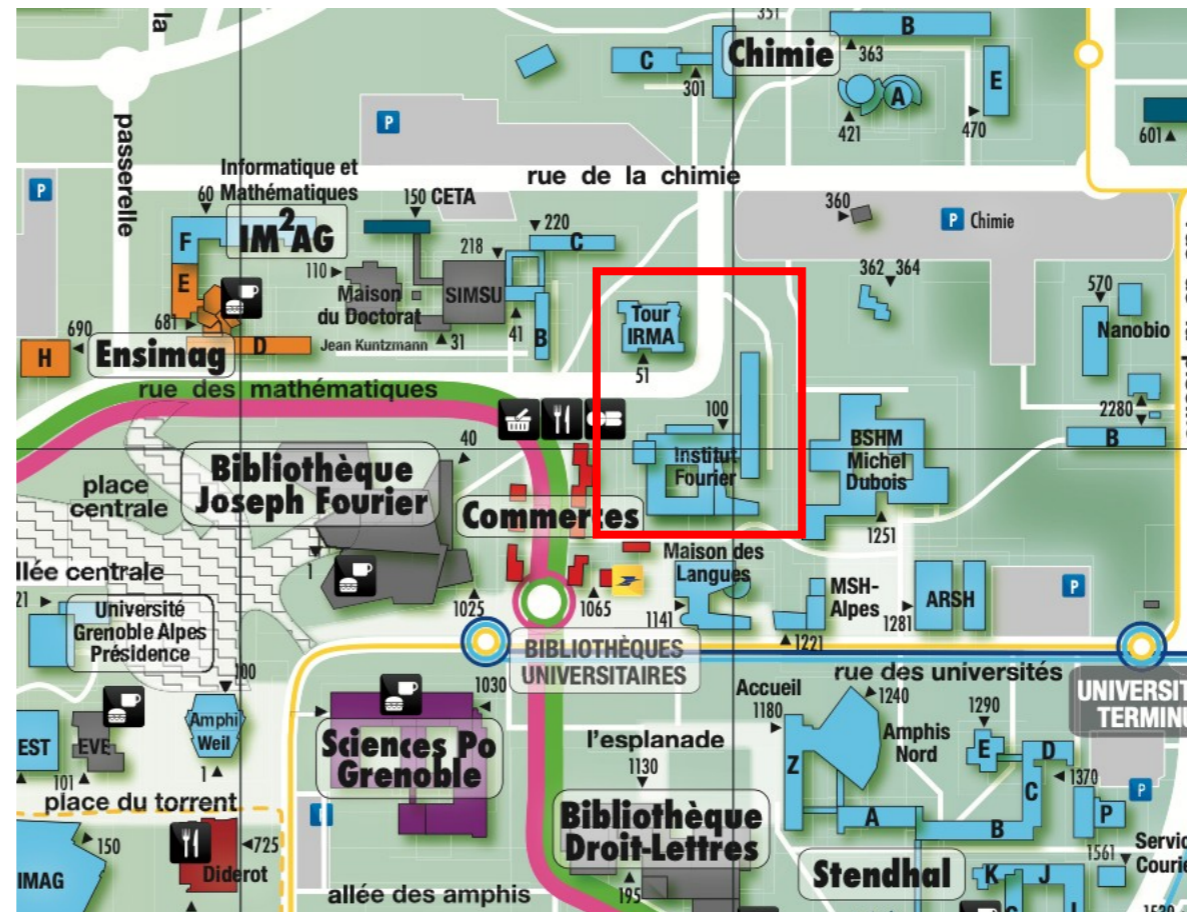 la
351
B
C
Chimie
363
E
301
A
421
470
601
passerelle
P
Informatique et
Mathématiques
60
rue de la chimie
P
150 CETA
360
P Chimie
F
IM²AG
220
C
218
110
E
Maison
du Doctorat
SIMSU
362
364
570
Jean Kuntzmann
31
41
B
Tour
IRMA
51
Nanobio
681
690
H
Ensimag
D
rue des mathématiques
2280
B
100
40
Institut
Fourier
BSHM
Michel
Dubois
1251
Bibliothèque
Joseph Fourier
place
centrale
Commerces
1
Maison des
Langues
llée centrale
21
Université
Grenoble Alpes
Présidence
1025
1065
1141
MSH-
Alpes
1221
1281
ARSH
P
BIBLIOTHÈQUES
UNIVERSITAIRES
rue des universités
UNIVERSIT
TERMINU
100
1030
Accueil
1180
1240
Amphis
Nord
1290
E
D
EST
EVE
101
Amphi
Weil
1
Sciences Po
Grenoble
l'esplanade
1130
Z
C
1370
P
place du torrent
A
B
P
150
725
Diderot
Bibliothèque
Droit-Lettres
195
1561
Servic
Courie
IMAG
Stendhal
K
J
allée des amphis